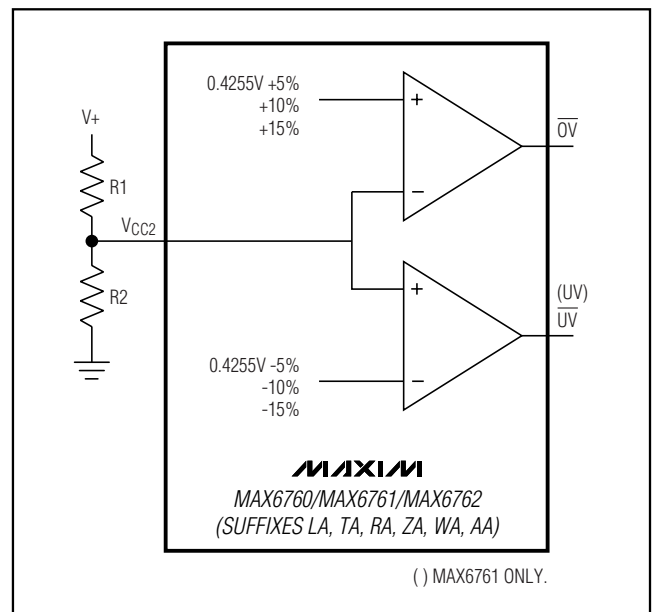 0.4255V +5%
+10%
+15%
V+
R1
VCC2
R2
+
−
OV
+
−
(UV)
UV
0.4255V -5%
-10%
-15%
MAXIM
MAX6760/MAX6761/MAX6762
(SUFFIXES LA, TA, RA, ZA, WA, AA)
( ) MAX6761 ONLY.